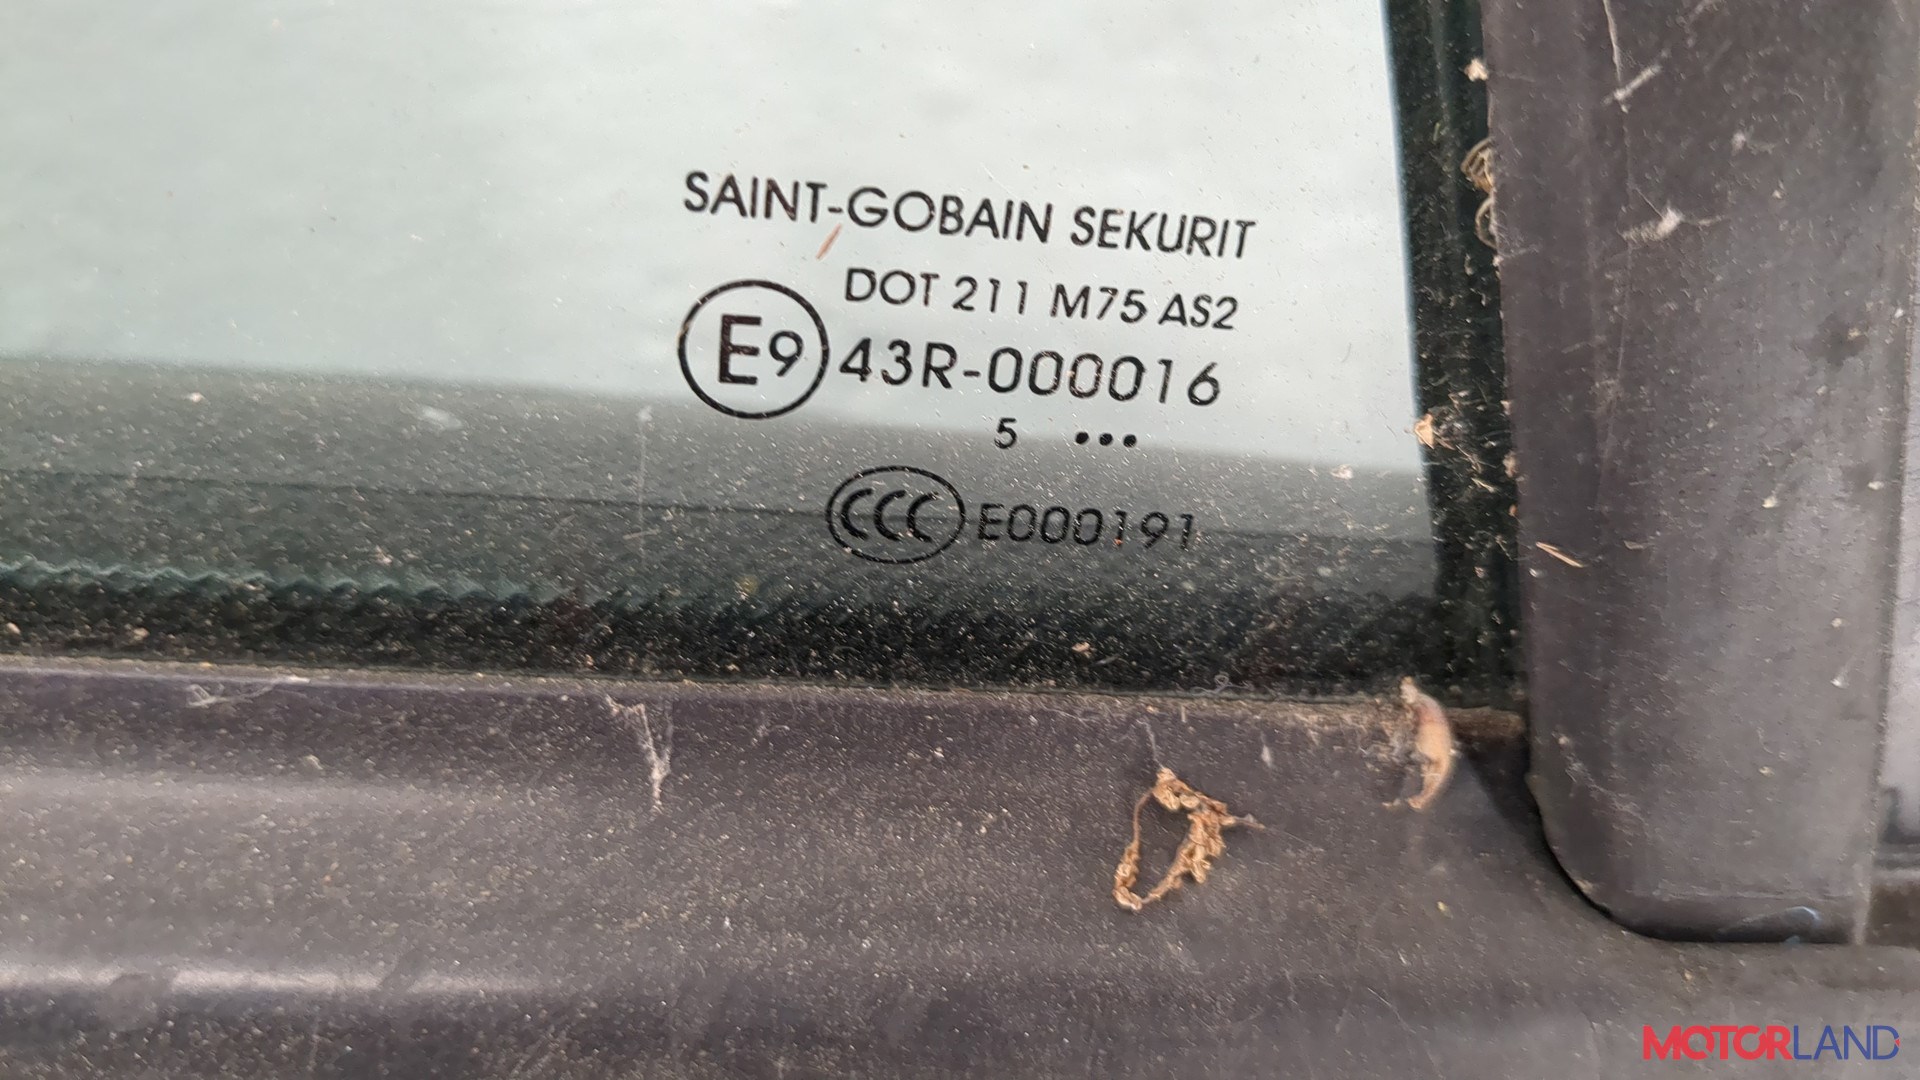 SAINT-GOBAIN SEKURIT
DOT 211 M75 AS2
E9 43R-000016
5 •••
CCC E000191
MOTORLAND